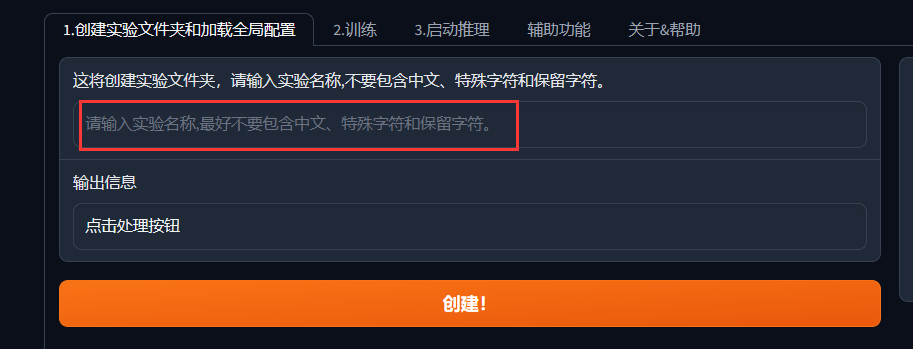 1.创建实验文件夹和加载全局配置 2.训练 3.启动推理 辅助功能 关于&帮助
这将创建实验文件夹，请输入实验名称,不要包含中文、特殊字符和保留字符。
请输入实验名称,最好不要包含中文、特殊字符和保留字符。
输出信息
点击处理按钮
创建!